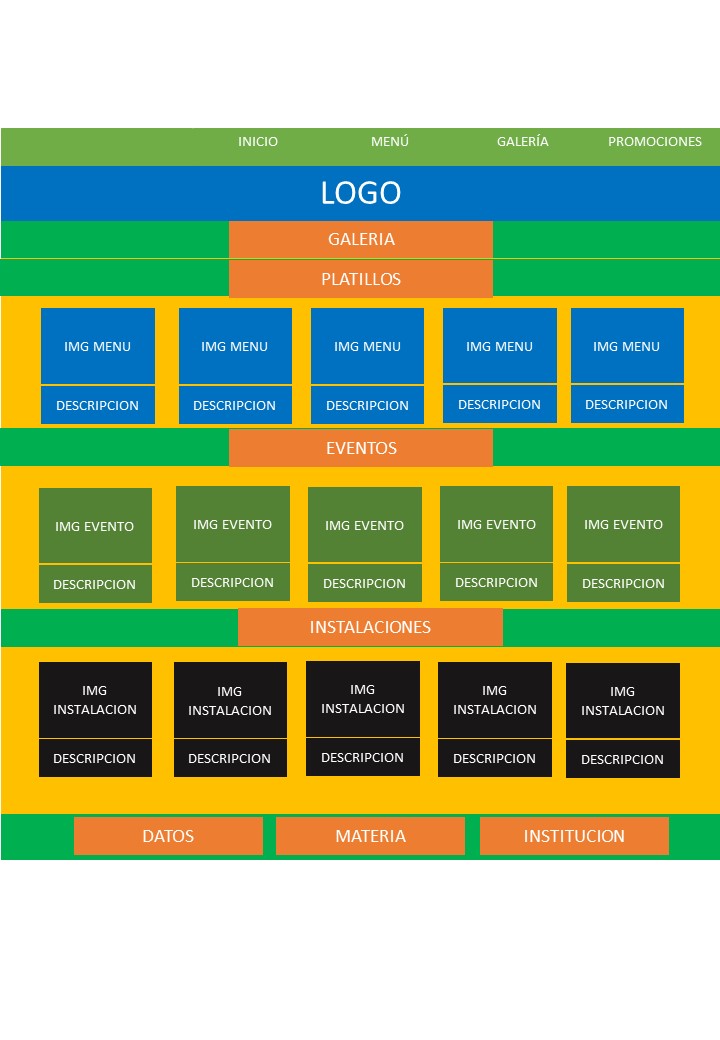 INICIO MENÚ GALERÍA PROMOCIONES
LOGO
GALERIA
PLATILLOS
IMG MENU IMG MENU IMG MENU IMG MENU IMG MENU
DESCRIPCION DESCRIPCION DESCRIPCION DESCRIPCION DESCRIPCION
EVENTOS
IMG EVENTO IMG EVENTO IMG EVENTO IMG EVENTO IMG EVENTO
DESCRIPCION DESCRIPCION DESCRIPCION DESCRIPCION DESCRIPCION
INSTALACIONES
IMG IMG IMG IMG IMG
INSTALACION INSTALACION INSTALACION INSTALACION INSTALACION
DESCRIPCION DESCRIPCION DESCRIPCION DESCRIPCION DESCRIPCION
DATOS MATERIA INSTITUCION